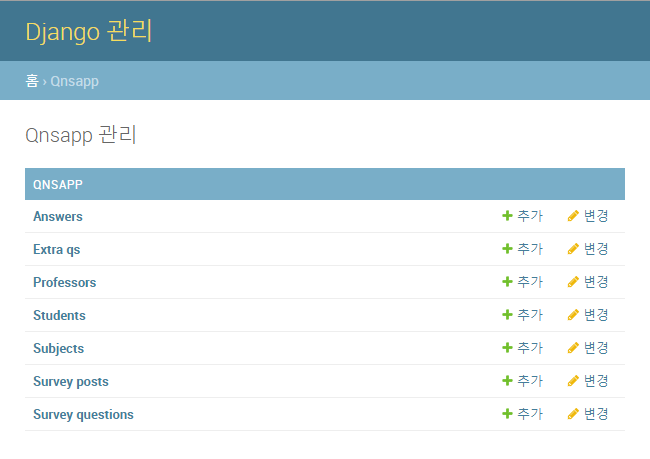 Django 관리
홈 › Qnsapp
Qnsapp 관리
QNSAPP
Answers 추가 변경
Extra qs 추가 변경
Professors 추가 변경
Students 추가 변경
Subjects 추가 변경
Survey posts 추가 변경
Survey questions 추가 변경